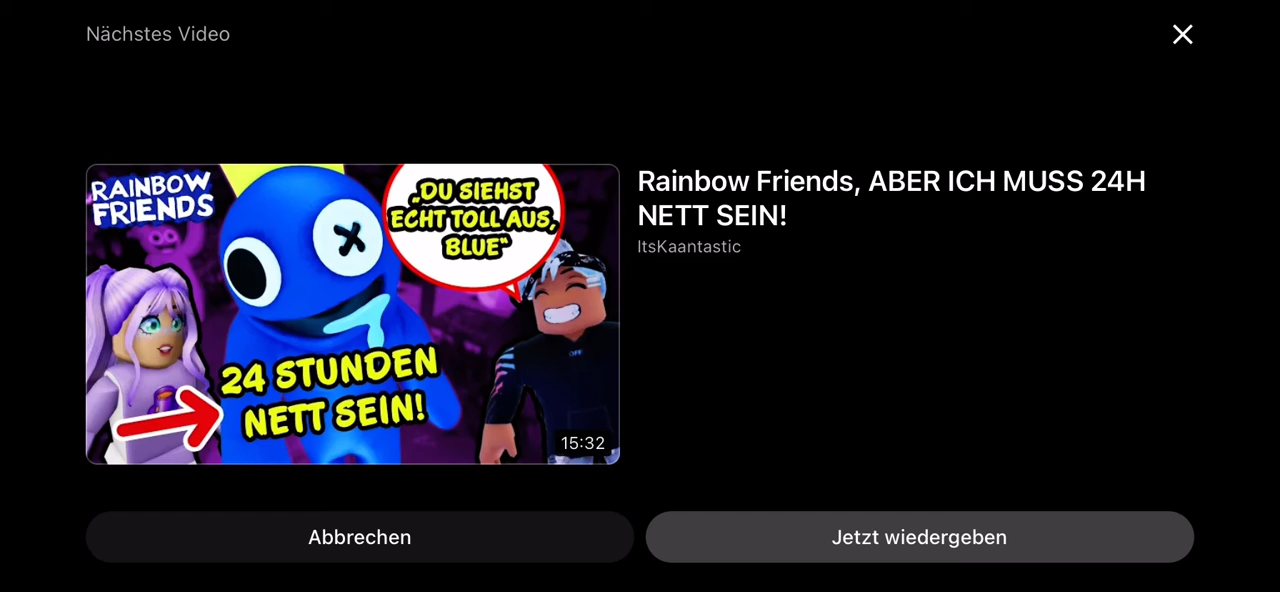 Nächstes Video
RAINBOW
FRIENDS
„DU SIEHST
ECHT TOLL AUS,
BLUE“
OFF
24 STUNDEN
NETT SEIN!
15:32
Rainbow Friends, ABER ICH MUSS 24H
NETT SEIN!
ItsKaantastic
Abbrechen
Jetzt wiedergeben